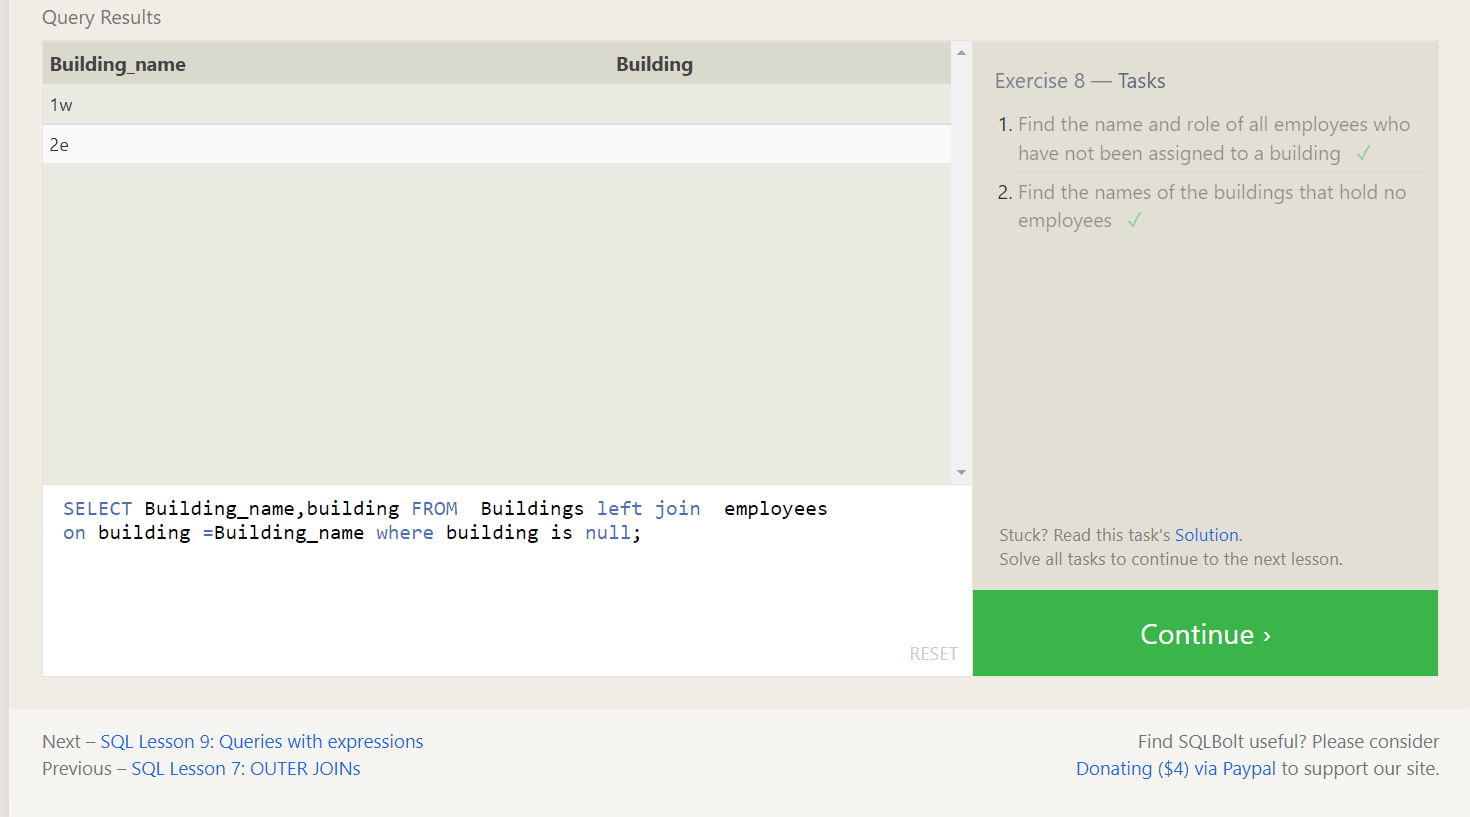 Query Results
Building_name Building
1w
2e
SELECT Building_name,building FROM  Buildings left join  employees
on building =Building_name where building is null;
RESET
Exercise 8 — Tasks
1. Find the name and role of all employees who
have not been assigned to a building ✓
2. Find the names of the buildings that hold no
employees ✓
Stuck? Read this task's Solution.
Solve all tasks to continue to the next lesson.
Continue ›
Next – SQL Lesson 9: Queries with expressions
Previous – SQL Lesson 7: OUTER JOINs
Find SQLBolt useful? Please consider
Donating ($4) via Paypal to support our site.